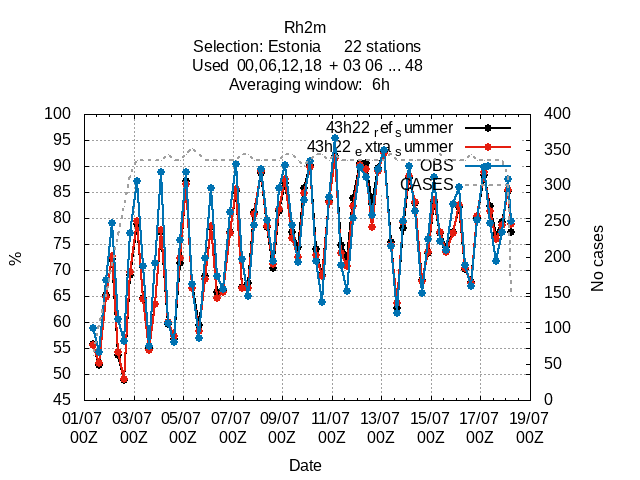 Rh2m
Selection: Estonia 22 stations
Used 00,06,12,18 + 03 06 ... 48
Averaging window: 6h
100
95
90
85
80
75
70
65
60
55
50
45
%
400
350
300
250
200
150
100
50
0
No cases
43h22 refsummer
43h22 extrasummer
OBS
CASES
01/07 03/07 05/07 07/07 09/07 11/07 13/07 15/07 17/07 19/07
00Z 00Z 00Z 00Z 00Z 00Z 00Z 00Z 00Z 00Z
Date